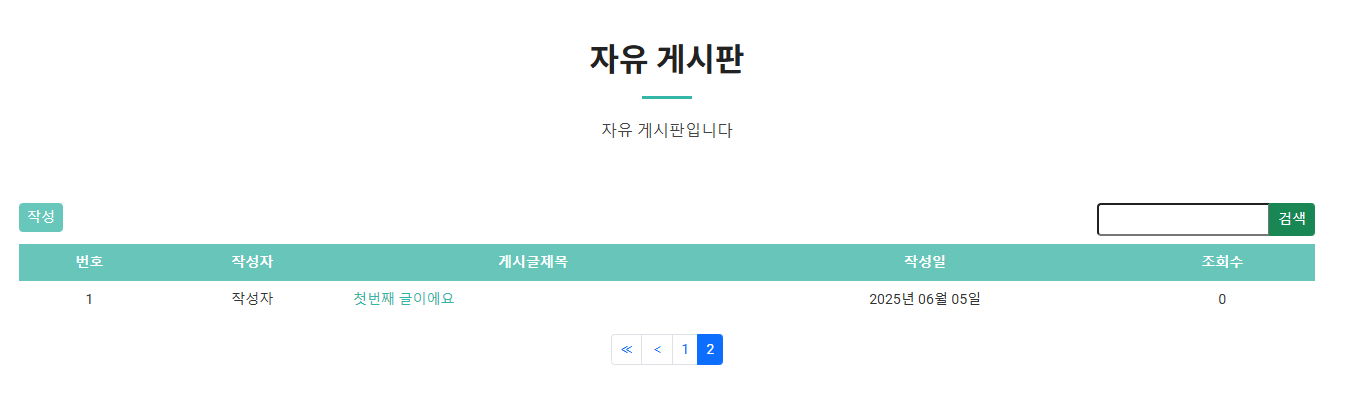 자유 게시판
자유 게시판입니다
작성 검색
번호 작성자 게시글제목 작성일 조회수
1 작성자 첫번째 글이에요 2025년 06월 05일 0
≪ < 1 2